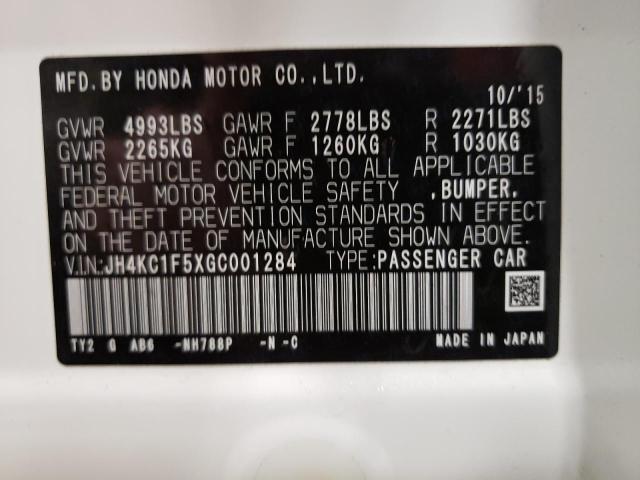 MFD.BY HONDA MOTOR CO.,LTD.
10/'15
GVWR 4993LBS GAWR F 2778LBS R 2271LBS
GVWR 2265KG GAWR F 1260KG R 1030KG
THIS VEHICLE CONFORMS TO ALL APPLICABLE
FEDERAL MOTOR VEHICLE SAFETY ,BUMPER,
AND THEFT PREVENTION STANDARDS IN EFFECT
ON THE DATE OF MANUFACTURE SHOWN ABOVE.
V.I.N:JH4KC1F5XGC001284 TYPE:PASSENGER CAR
TY2 G AB6 -NH788P -N -C
MADE IN JAPAN